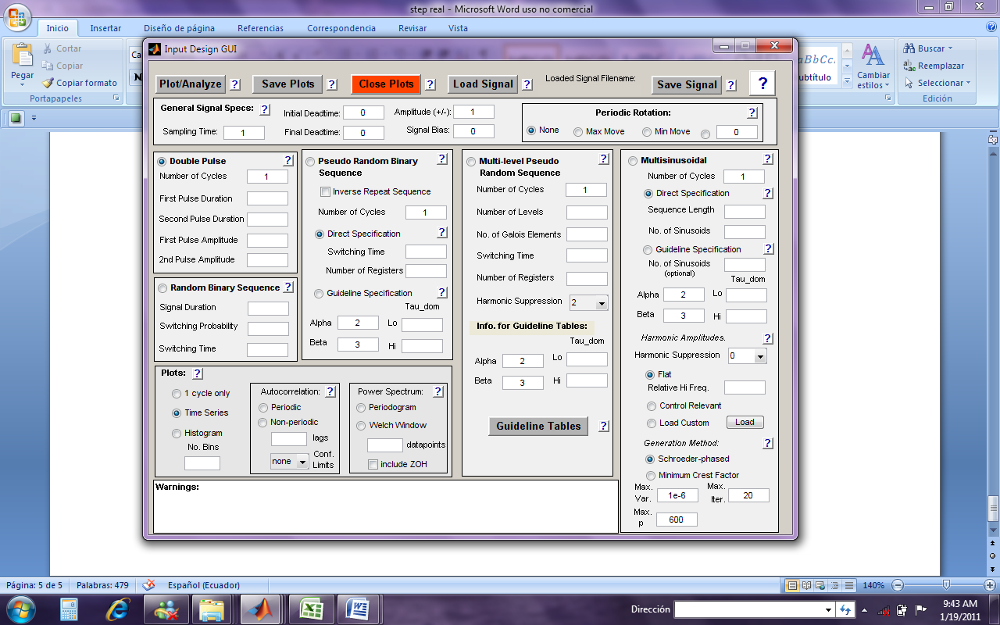 step real - Microsoft Word uso no comercial
Inicio Insertar Diseño de página Referencias Correspondencia Revisar Vista
Pegar
Cortar
Copiar
Copiar formato
Portapapeles
Ca
N
AaBbCc.
subtítulo
Cambiar estilos
Buscar
Reemplazar
Seleccionar
Edición
Input Design GUI
Plot/Analyze ? Save Plots ? Close Plots ? Load Signal ? Loaded Signal Filename: Save Signal ? ?
General Signal Specs: ?
Sampling Time: 1
Initial Deadtime: 0
Final Deadtime: 0
Amplitude (+/-): 1
Signal Bias: 0
Periodic Rotation: ?
None Max Move Min Move 0
Double Pulse ?
Number of Cycles 1
First Pulse Duration
Second Pulse Duration
First Pulse Amplitude
2nd Pulse Amplitude
Random Binary Sequence ?
Signal Duration
Switching Probability
Switching Time
Pseudo Random Binary ?
Sequence
Inverse Repeat Sequence
Number of Cycles 1
Direct Specification ?
Switching Time
Number of Registers
Guideline Specification ?
Tau_dom
Alpha 2 Lo
Beta 3 Hi
Multi-level Pseudo ?
Random Sequence
Number of Cycles 1
Number of Levels
No. of Galois Elements
Switching Time
Number of Registers
Harmonic Suppression 2
Info. for Guideline Tables:
Tau_dom
Alpha 2 Lo
Beta 3 Hi
Guideline Tables ?
Multisinusoidal ?
Number of Cycles 1
Direct Specification ?
Sequence Length
No. of Sinusoids
Guideline Specification ?
No. of Sinusoids
(optional)
Tau_dom
Alpha 2 Lo
Beta 3 Hi
Harmonic Amplitudes. ?
Harmonic Suppression 0
Flat
Relative Hi Freq.
Control Relevant
Load Custom Load
Generation Method: ?
Schroeder-phased
Minimum Crest Factor
Max. Var. 1e-6 Max. Iter. 20
Max. p 600
Plots: ?
1 cycle only
Time Series
Histogram
No. Bins
Autocorrelation: ?
Periodic
Non-periodic
lags
none Conf. Limits
Power Spectrum: ?
Periodogram
Welch Window
datapoints
include ZOH
Warnings:
Página: 5 de 5 Palabras: 479 Español (Ecuador) 140%
Dirección
9:43 AM
1/19/2011